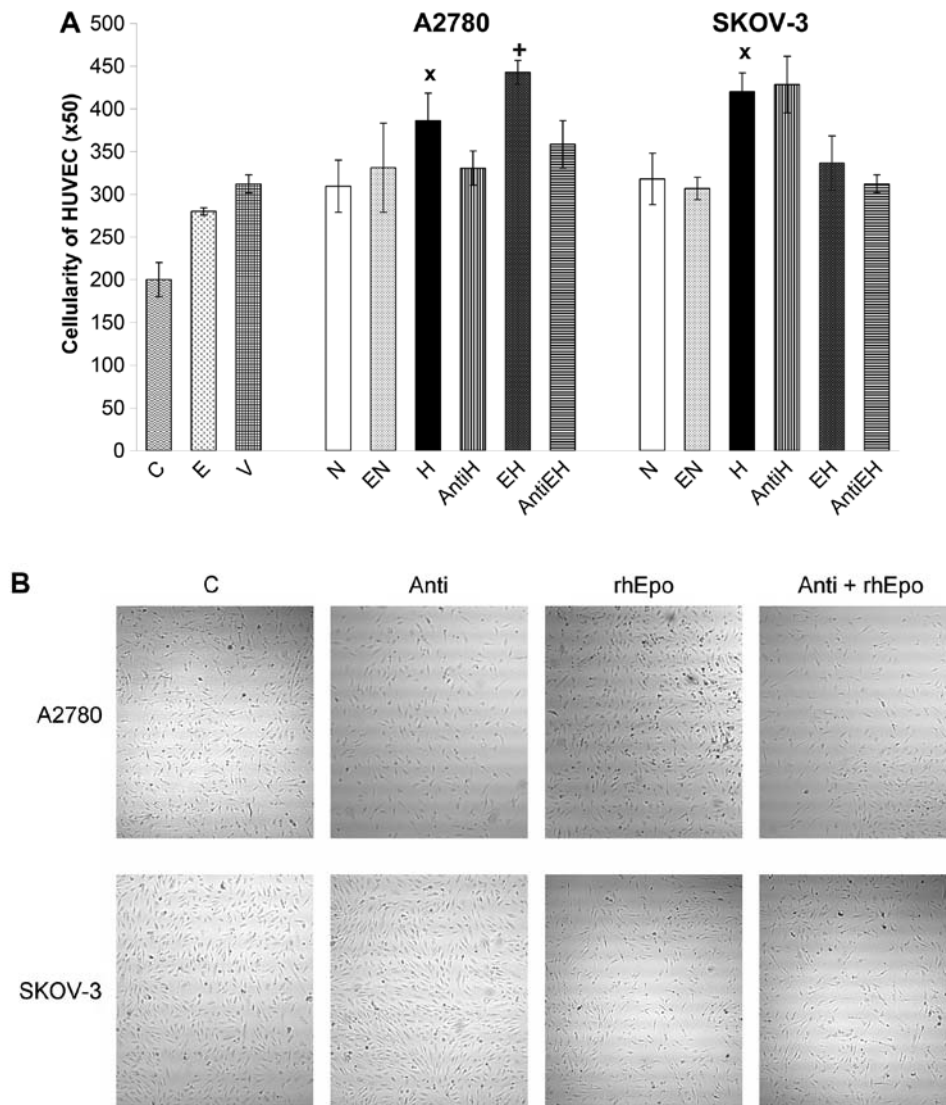 A
A2780
SKOV-3
Cellularity of HUVEC (x50)
500
450
400
350
300
250
200
150
100
50
0
x
+
x
C
E
V
N
EN
H
AntiH
EH
AntiEH
N
EN
H
AntiH
EH
AntiEH
B
C
Anti
rhEpo
Anti + rhEpo
A2780
SKOV-3